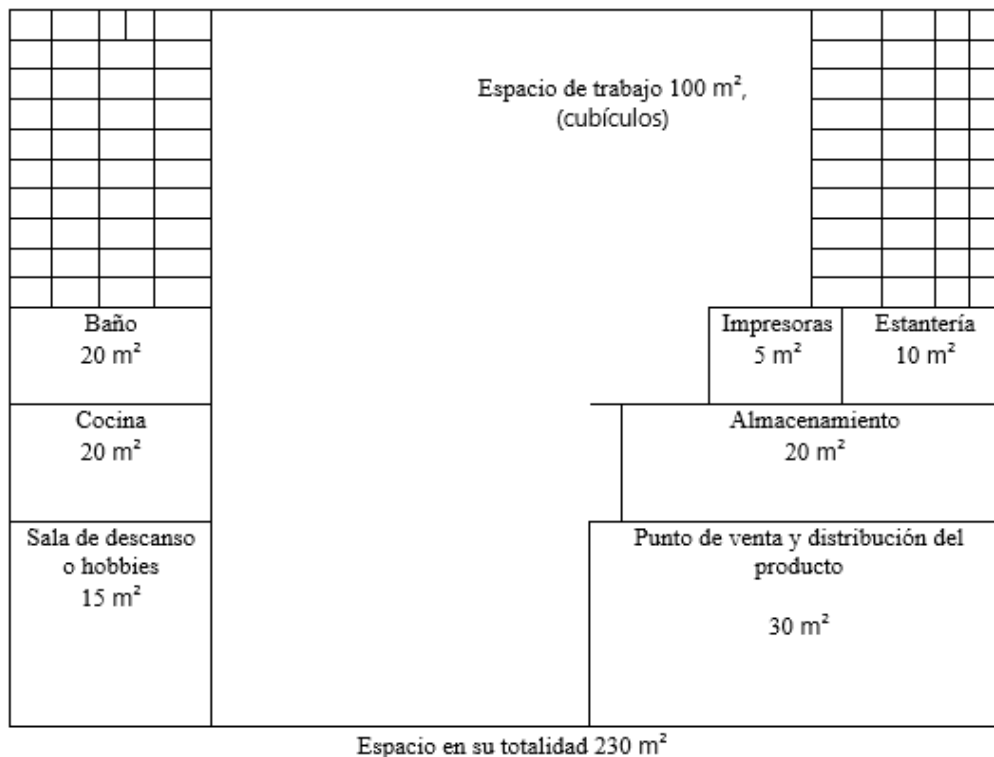 Espacio de trabajo 100 m²,
(cubículos)
Baño
20 m²
Impresoras
5 m²
Estantería
10 m²
Cocina
20 m²
Almacenamiento
20 m²
Sala de descanso
o hobbies
15 m²
Punto de venta y distribución del
producto
30 m²
Espacio en su totalidad 230 m²